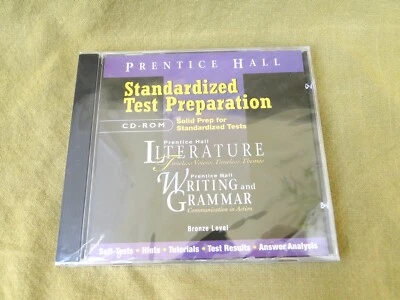 PRENTICE HALL
Standardized
Test Preparation
CD-ROM
Solid Prep for
Standardized Tests
Prentice Hall
LITERATURE
Timeless Voices, Timeless Themes
Prentice Hall
WRITING and
GRAMMAR
Communication in Action
Bronze Level
Self-Tests • Hints • Tutorials • Test Results • Answer Analysis